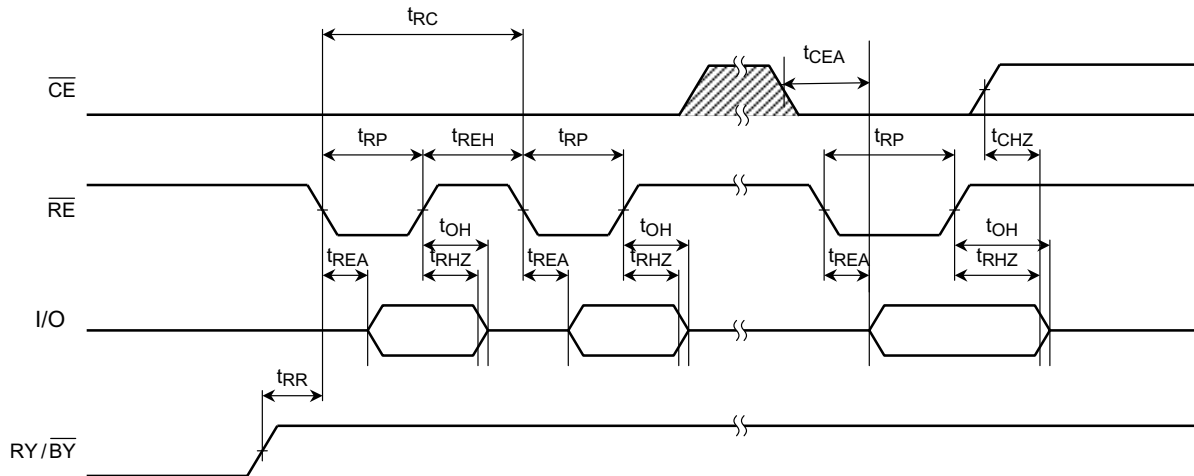 tRC
tCEA
CE
tRP
tREH
tRP
tRP
tCHZ
RE
tOH
tOH
tOH
tREA
tRHZ
tREA
tRHZ
tREA
tRHZ
I/O
tRR
RY/BY